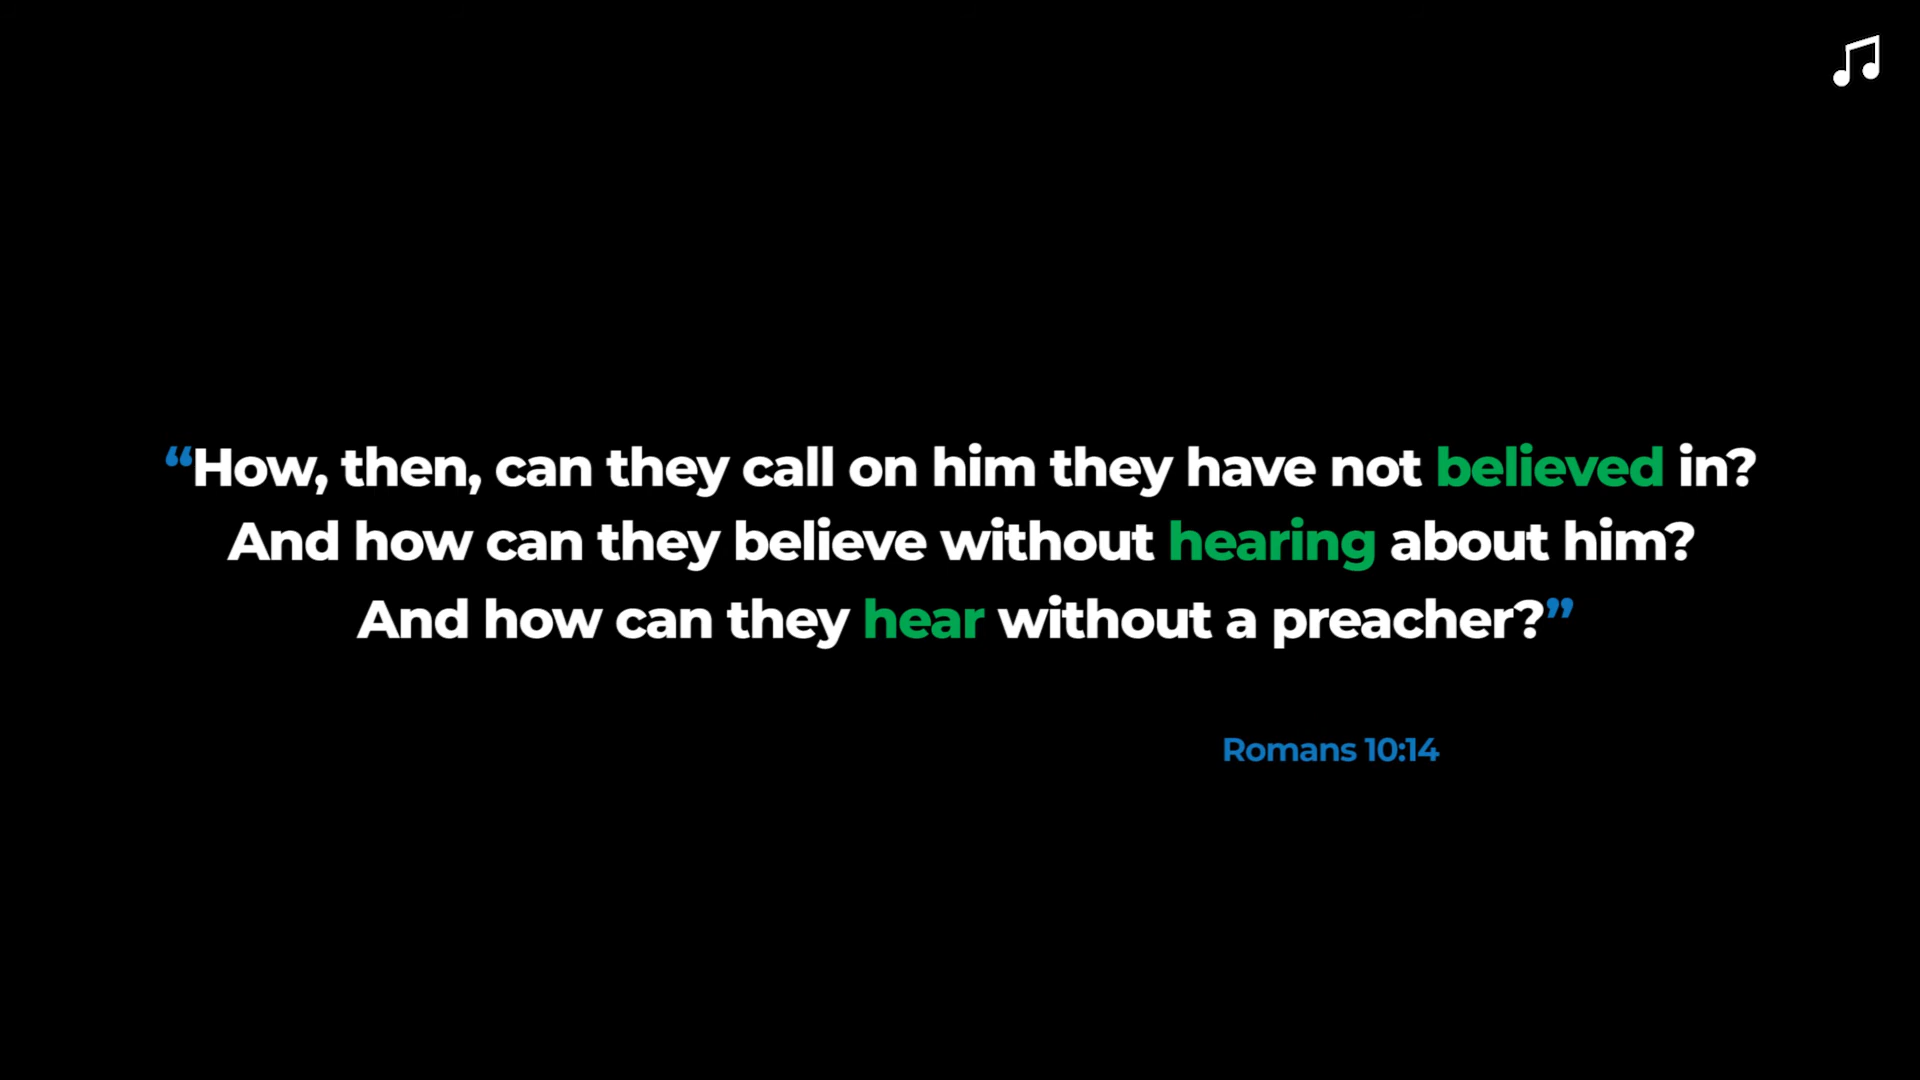 “How, then, can they call on him they have not believed in?
And how can they believe without hearing about him?
And how can they hear without a preacher?”
Romans 10:14